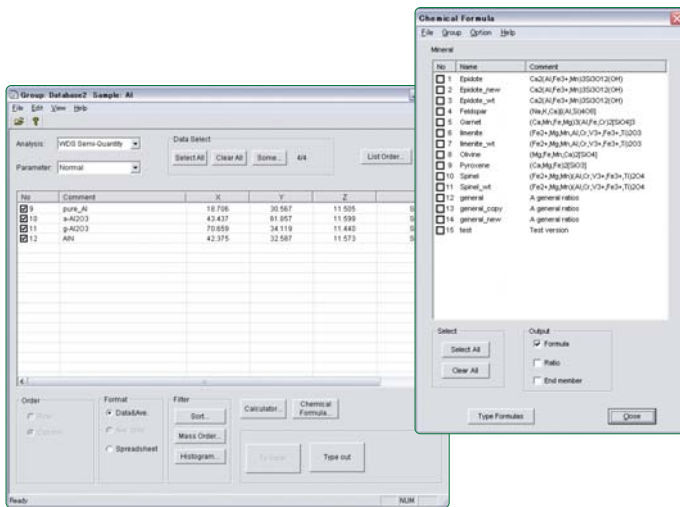 Group: Database2 Sample: Al
File Edit View Help
Analysis: WDS Semi-Quantity
Parameter: Normal
Data Select
Select All Clear All Some... 4/4
List Order...
No Comment X Y Z
9 pure_Al 18.706 30.567 11.505 S
10 a-Al2O3 43.437 61.957 11.599 S
11 g-Al2O3 70.659 34.119 11.440 S
12 AlN 42.375 32.587 11.573 S
Order
Row
Column
Format
Data&Ave.
Spreadsheet
Filter
Sort...
Mass Order...
Histogram...
Calculator...
Chemical
Formula...
Type out
Ready NUM
Chemical Formula
File Group Option Help
Mineral
No Name Comment
1 Epidote Ca2(Al,Fe3+,Mn)3Si3O12(OH)
2 Epidote_new Ca2(Al,Fe3+,Mn)3Si3O12(OH)
3 Epidote_wt Ca2(Al,Fe3+,Mn)3Si3O12(OH)
4 Feldspar (Na,K,Ca)[(Al,Si)4O8]
5 Garnet (Ca,Mn,Fe,Mg)3(Al,Fe,Cr)2[SiO4]3
6 Ilmenite (Fe2+,Mg,Mn,Al,Cr,V3+,Fe3+,Ti)2O3
7 Ilmenite_wt (Fe2+,Mg,Mn,Al,Cr,V3+,Fe3+,Ti)2O3
8 Olivine (Mg,Fe,Mn,Ca)2[SiO4]
9 Pyroxene (Ca,Mg,Fe)2[SiO3]
10 Spinel (Fe2+,Mg,Mn)(Al,Cr,V3+,Fe3+,Ti)2O4
11 Spinel_wt (Fe2+,Mg,Mn)(Al,Cr,V3+,Fe3+,Ti)2O4
12 general A general ratios
13 general_copy A general ratios
14 general_new A general ratios
15 test Test version
Select
Select All
Clear All
Output
Formula
Ratio
End member
Type Formulas
Close